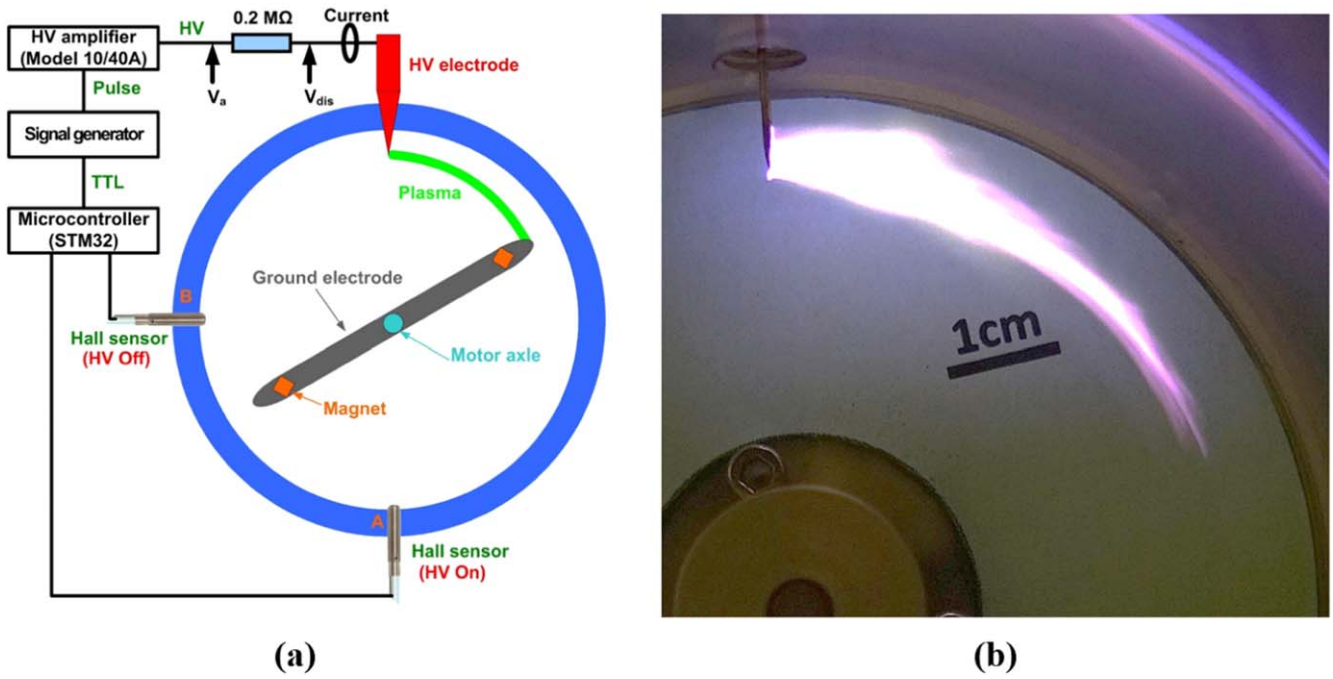 HV amplifier
(Model 10/40A)
HV
0.2 MΩ
Current
HV electrode
Pulse
Va
Vdis
Signal generator
TTL
Plasma
Microcontroller
(STM32)
Ground electrode
B
Hall sensor
(HV Off)
Motor axle
Magnet
A
Hall sensor
(HV On)
1cm
(a)
(b)